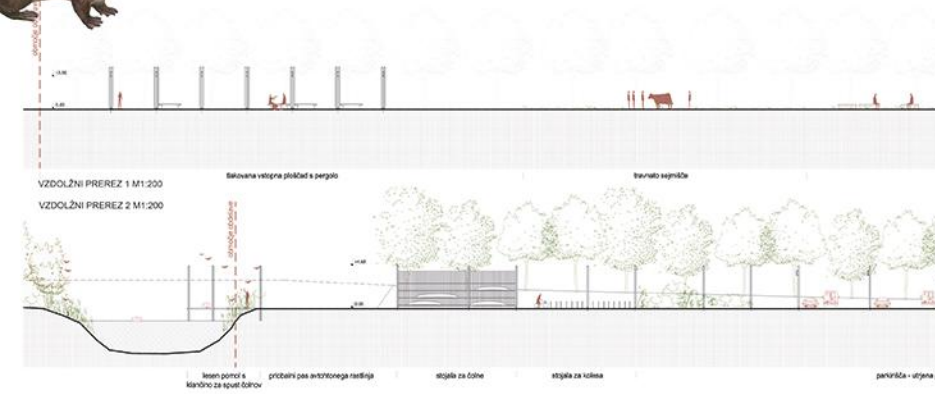 tlakovana vstopna ploščad s pergolo
travnato sejmišče
VZDOLŽNI PREREZ 1 M1:200
VZDOLŽNI PREREZ 2 M1:200
lesen pomol s
klančino za spust čolnov
priobalni pas avtohtonega rastlinja
stojala za čolne
stojala za kolesa
parkirišča - utrjena